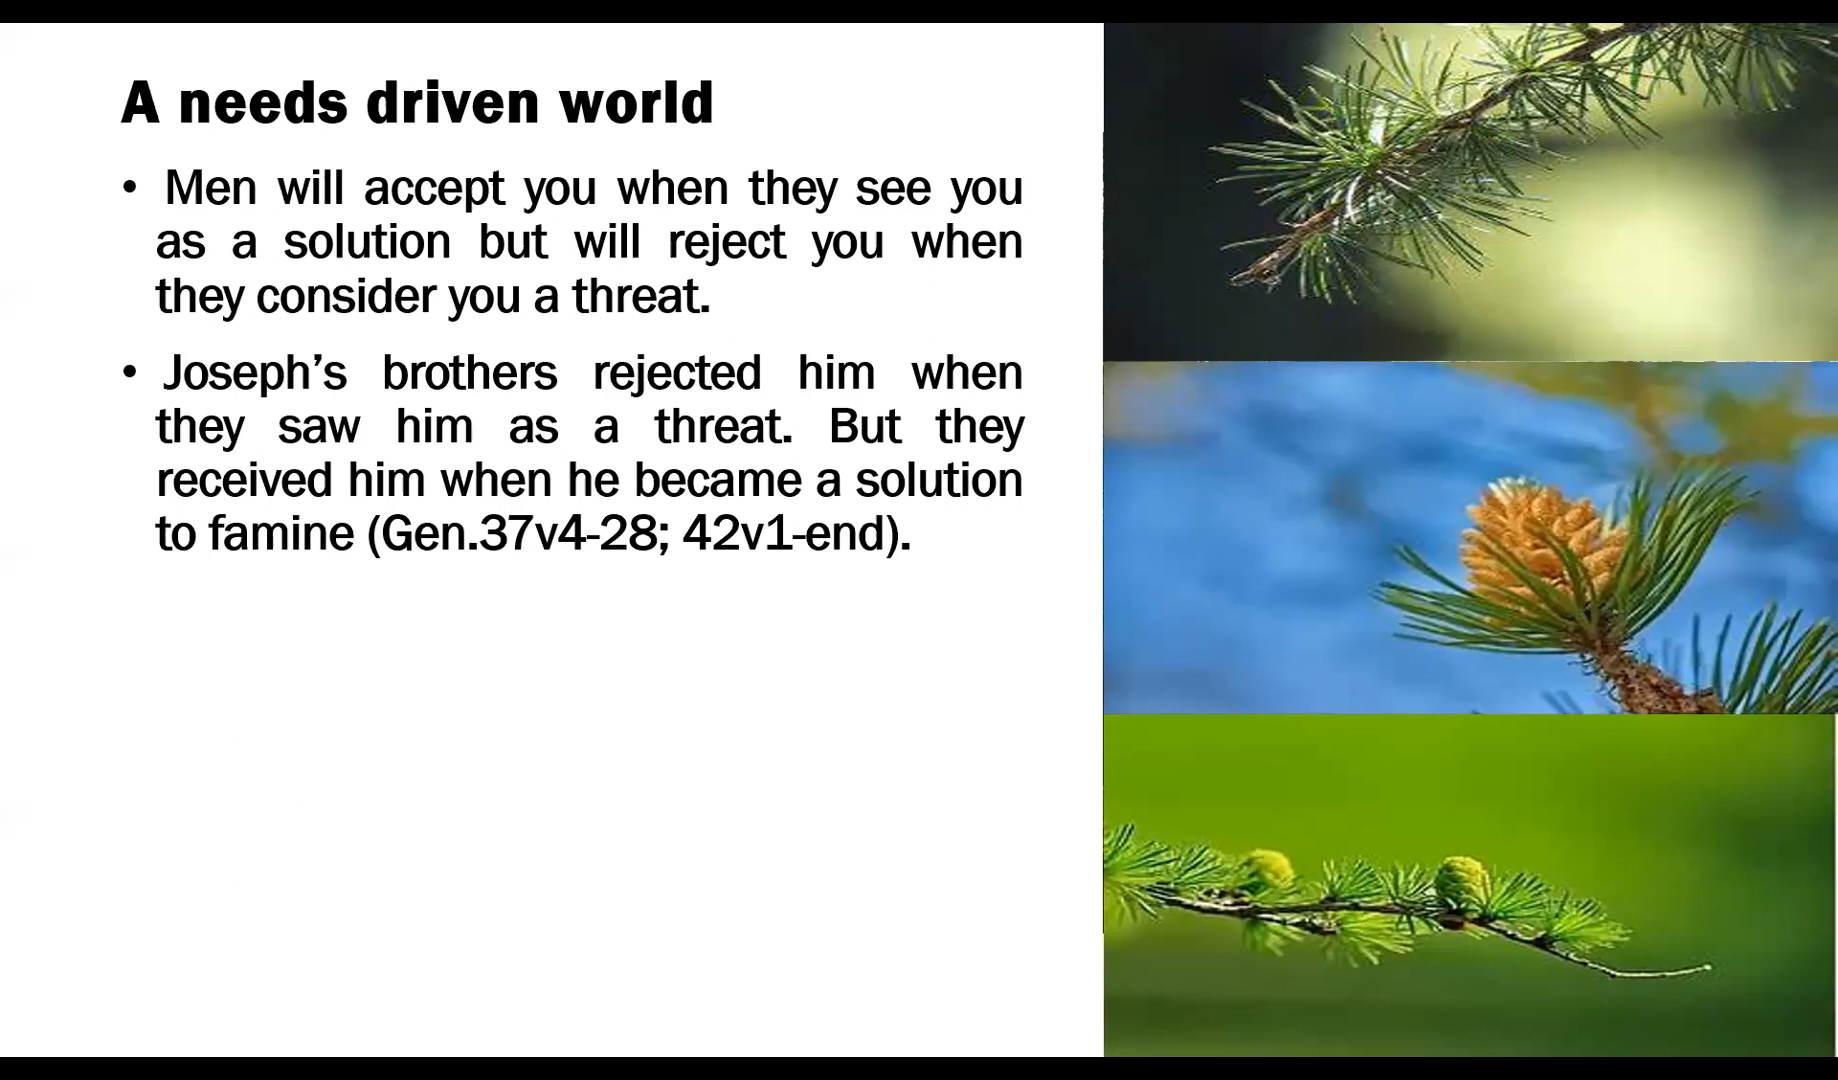 A needs driven world
• Men will accept you when they see you
as a solution but will reject you when
they consider you a threat.
• Joseph’s brothers rejected him when
they saw him as a threat. But they
received him when he became a solution
to famine (Gen.37v4-28; 42v1-end).